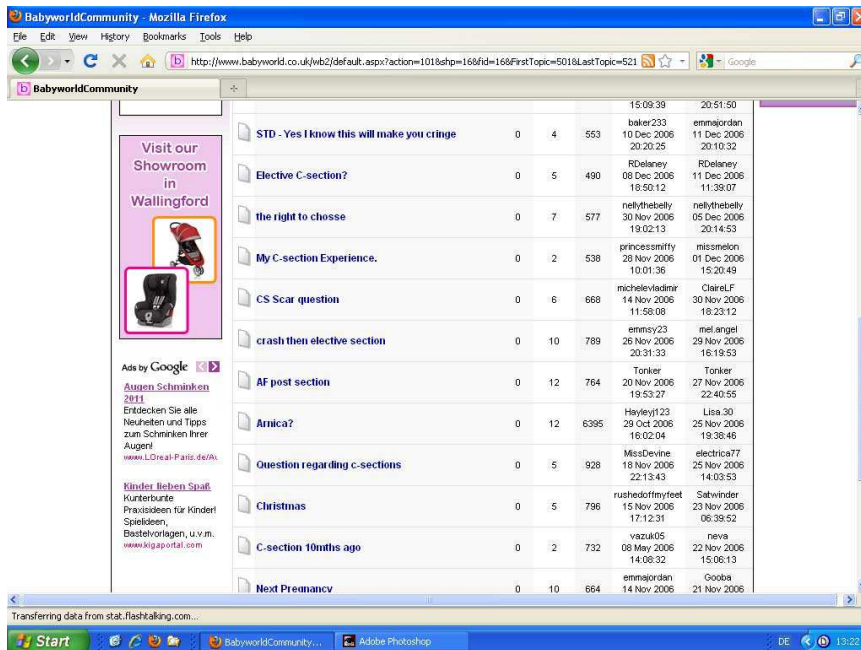 BabyworldCommunity - Mozilla Firefox
File Edit View History Bookmarks Tools Help
http://www.babyworld.co.uk/wb2/default.aspx?action=101&shp=16&fid=16&FirstTopic=501&LastTopic=521 Google
BabyworldCommunity
15:09:39 20:51:50
Visit our
Showroom
in
Wallingford
Ads by Google
Augen Schminken
2011
Entdecken Sie alle
Neuheiten und Tipps
zum Schminken Ihrer
Augen!
www.LOreal-Paris.de/Au
Kinder lieben Spaß
Kunterbunte
Praxisideen für Kinder!
Spielideen,
Bastelvorlagen, u.v.m.
www.kigaportal.com
baker233 emmajordan
STD - Yes I know this will make you cringe 0 4 553 10 Dec 2006 11 Dec 2006
20:20:25 20:10:32
RDelaney RDelaney
Elective C-section? 0 5 490 08 Dec 2006 11 Dec 2006
18:50:12 11:39:07
nellythebelly nellythebelly
the right to chosse 0 7 577 30 Nov 2006 05 Dec 2006
19:02:13 20:14:53
princessmiffy missmelon
My C-section Experience. 0 2 538 28 Nov 2006 01 Dec 2006
10:01:36 15:20:49
michelevladimir ClaireLF
CS Scar question 0 6 668 14 Nov 2006 30 Nov 2006
11:58:08 18:23:12
emmsy23 mel.angel
crash then elective section 0 10 789 26 Nov 2006 29 Nov 2006
20:31:33 16:19:53
Tonker Tonker
AF post section 0 12 764 20 Nov 2006 27 Nov 2006
19:53:27 22:40:55
Hayleyj123 Lisa.30
Arnica? 0 12 6395 29 Oct 2006 25 Nov 2006
16:02:04 19:38:46
MissDevine electrica77
Question regarding c-sections 0 5 928 18 Nov 2006 25 Nov 2006
22:13:43 14:03:53
rushedoffmyfeet Satwinder
Christmas 0 5 796 15 Nov 2006 23 Nov 2006
17:12:31 06:39:52
vazuk05 neva
C-section 10mths ago 0 2 732 08 May 2006 22 Nov 2006
14:08:32 15:06:13
emmajordan Gooba
Next Pregnancy 0 10 664 14 Nov 2006 21 Nov 2006
Transferring data from stat.flashtalking.com...
Start BabyworldCommunity... Adobe Photoshop DE 13:22